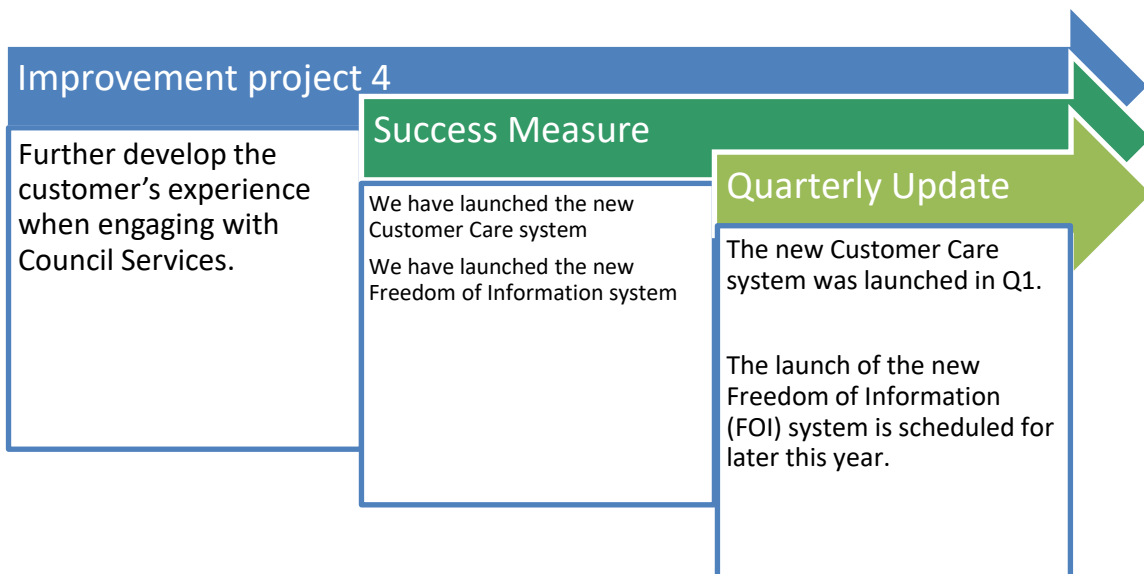 Improvement project 4
Further develop the
customer’s experience
when engaging with
Council Services.
Success Measure
We have launched the new
Customer Care system
We have launched the new
Freedom of Information system
Quarterly Update
The new Customer Care
system was launched in Q1.
The launch of the new
Freedom of Information
(FOI) system is scheduled for
later this year.